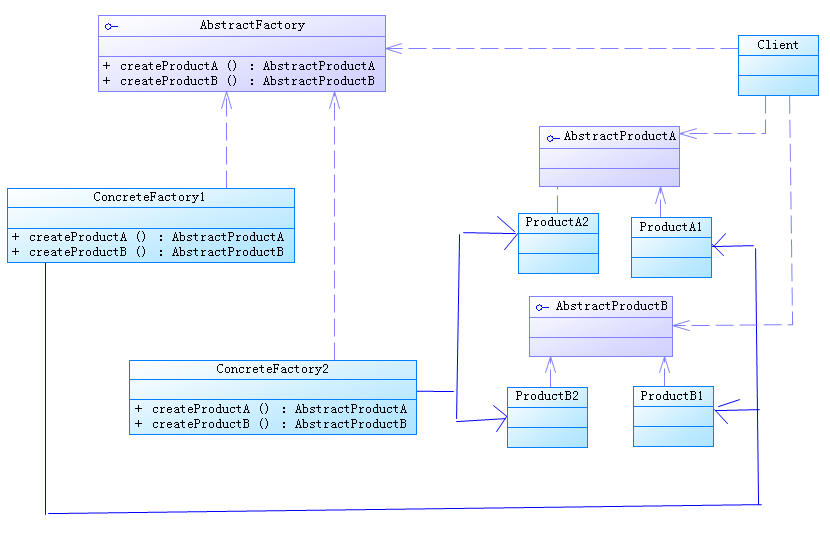 AbstractFactory
+ createProductA () : AbstractProductA
+ createProductB () : AbstractProductB
Client
AbstractProductA
ConcreteFactory1
+ createProductA () : AbstractProductA
+ createProductB () : AbstractProductB
ProductA2
ProductA1
AbstractProductB
ConcreteFactory2
+ createProductA () : AbstractProductA
+ createProductB () : AbstractProductB
ProductB2
ProductB1